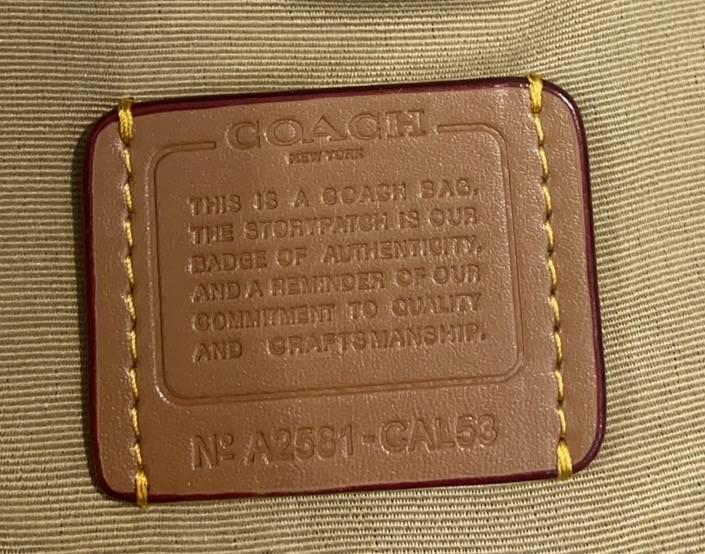 COACH
NEW YORK
THIS IS A COACH BAG.
THE STORYPATCH IS OUR
BADGE OF AUTHENTICITY,
AND A REMINDER OF OUR
COMMITMENT TO QUALITY
AND CRAFTSMANSHIP.
Nº A2581-CAL53